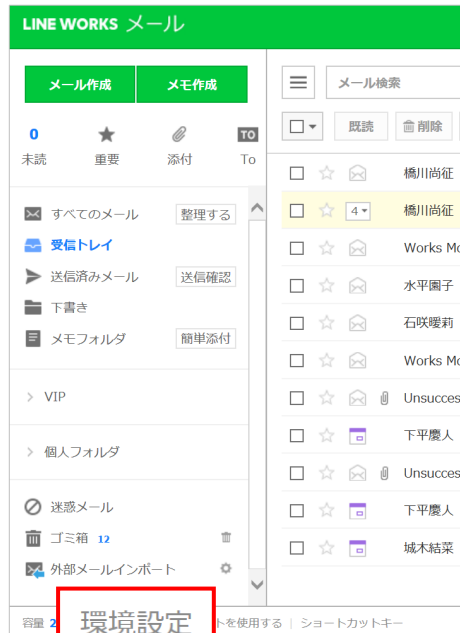 LINE WORKS メール
メール作成 メモ作成
メール検索
0 TO
未読 重要 添付 To
既読 削除
すべてのメール 整理する
受信トレイ
送信済みメール 送信確認
下書き
メモフォルダ 簡単添付
VIP
個人フォルダ
迷惑メール
ゴミ箱 12
外部メールインポート
橋川尚征
4 橋川尚征
Works Mo
水平園子
石咲暖莉
Works Mo
Unsucces
下平慶人
Unsucces
下平慶人
城木結菜
容量 2 環境設定 トを使用する | ショートカットキー